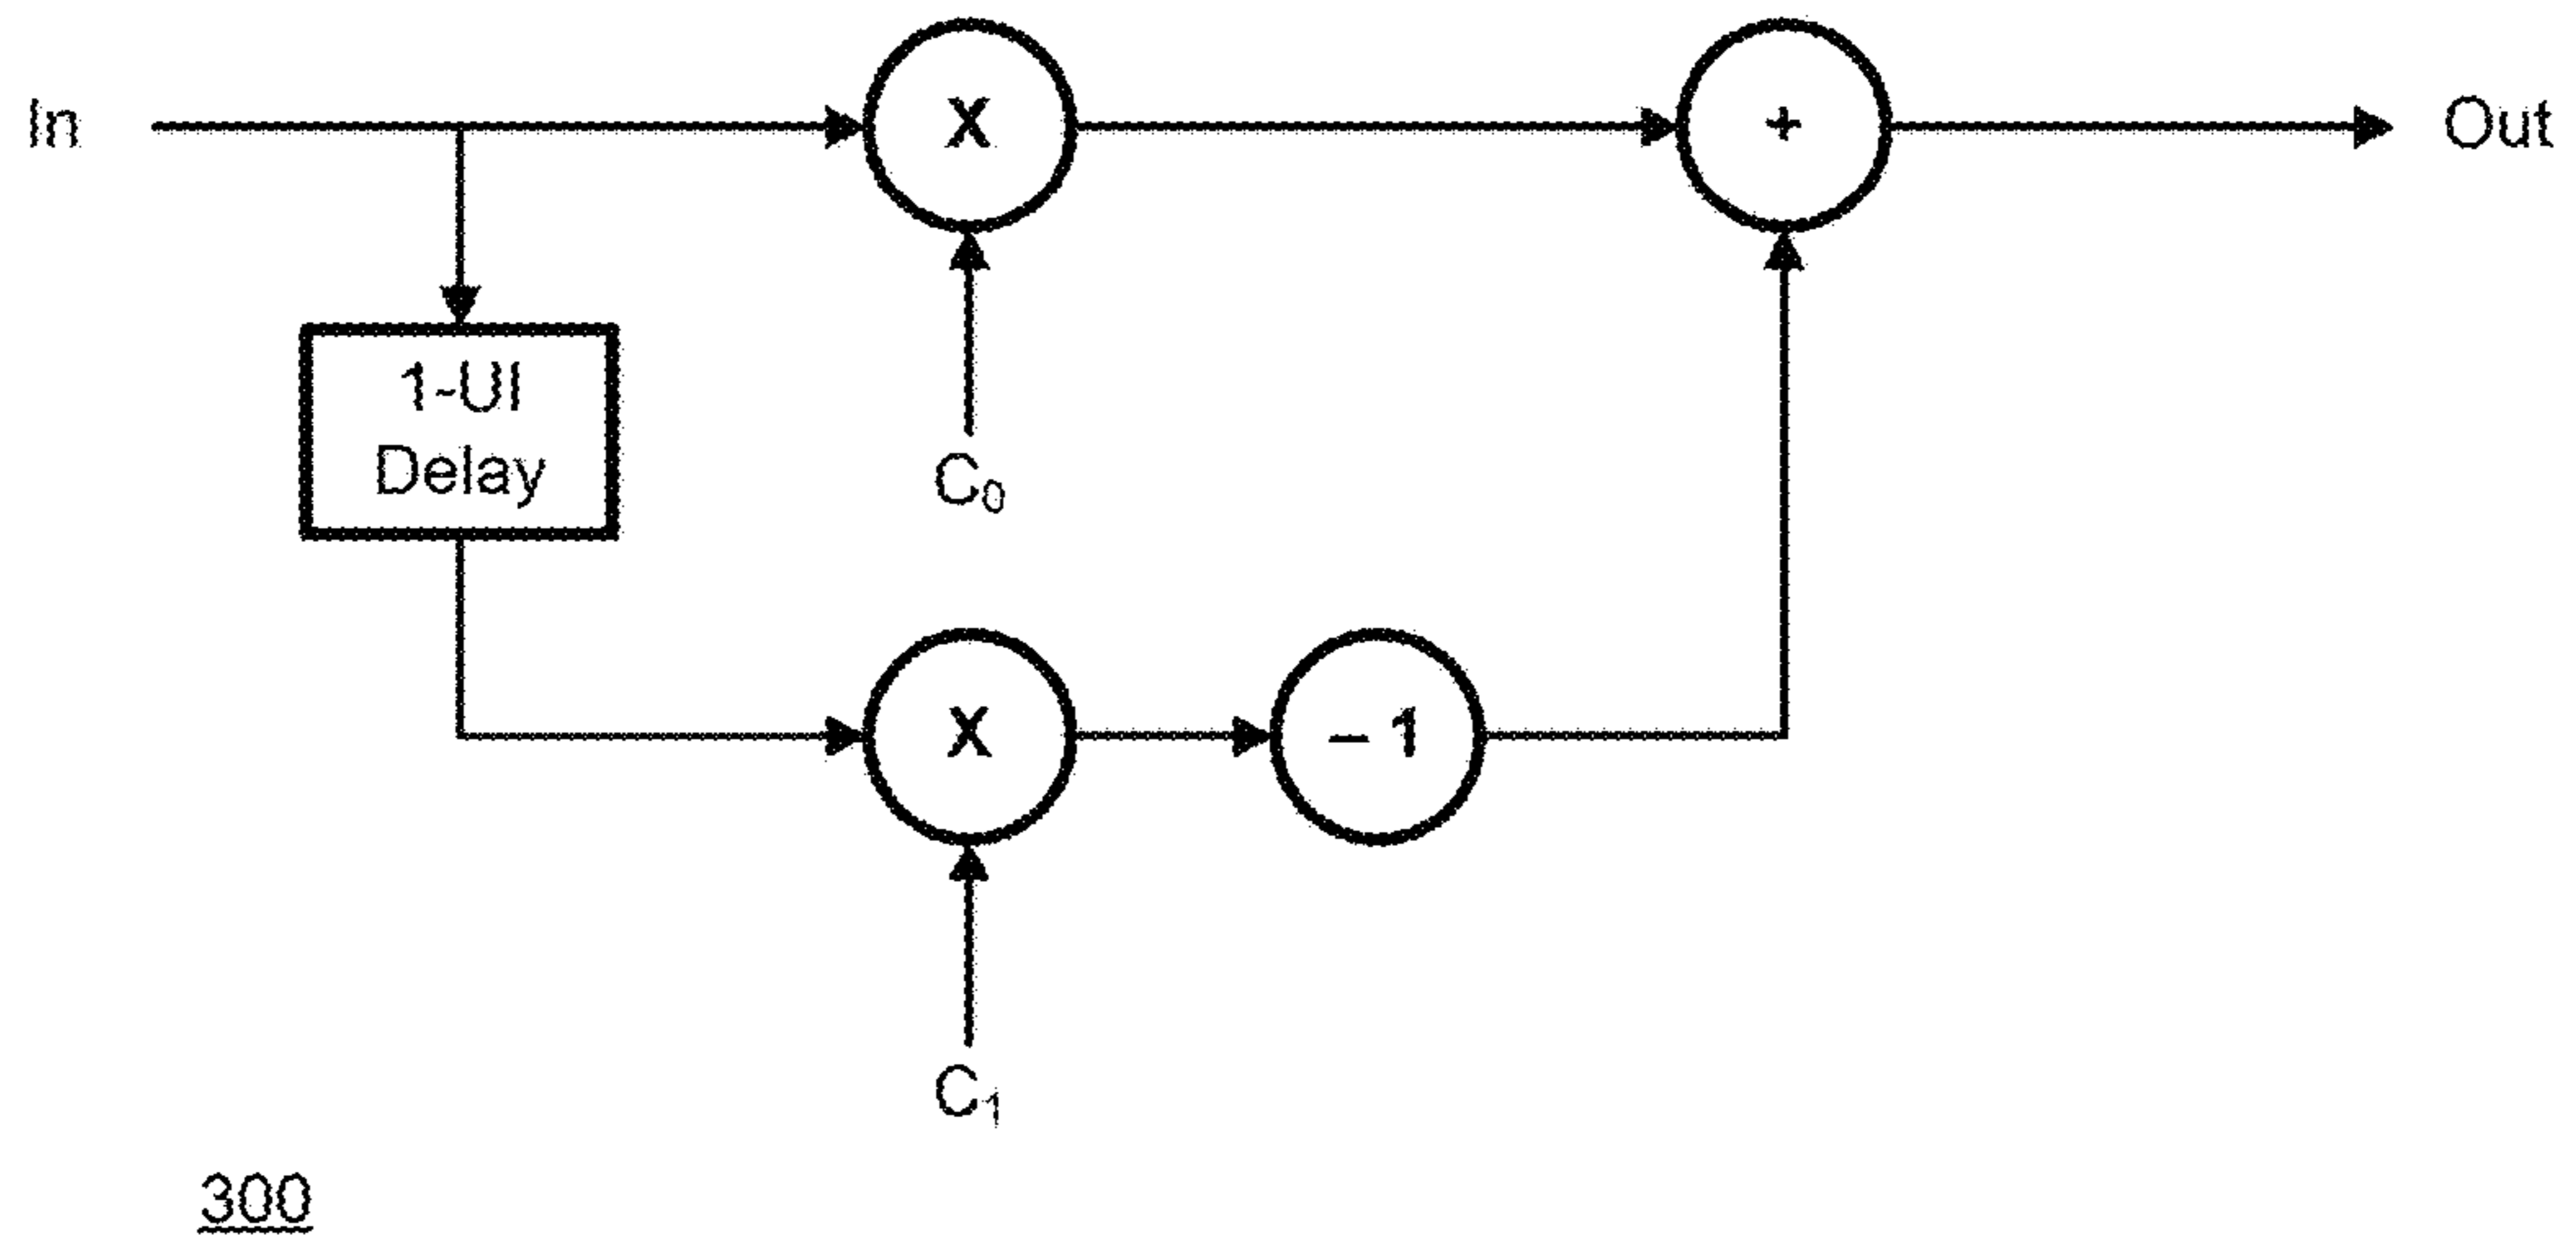 In
X
+
Out
1-UI
Delay
C₀
X
– 1
C₁
300